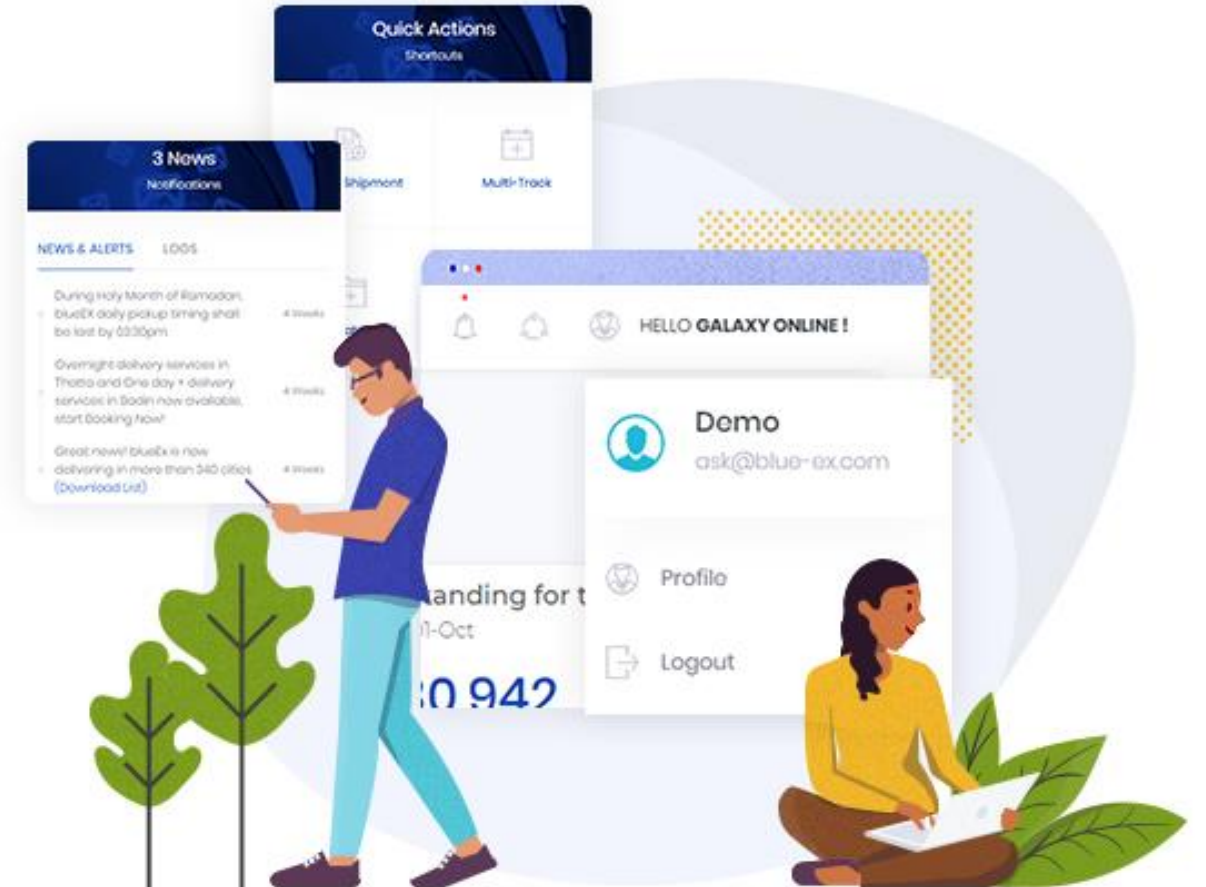 Quick Actions
Shortcuts
Shipment
Multi-Track
3 News
Notifications
NEWS & ALERTS LOGS
During Holy Month of Ramadan,
blueEX daily pickup timing shall
be last by 03:30pm
4 Weeks
Overnight delivery services in
Thatta and One day + delivery
services in Badin now available,
start Booking Now!
4 Weeks
Great news! blueEx is now
delivering in more than 340 cities
(Download List)
4 Weeks
HELLO GALAXY ONLINE !
Demo
ask@blue-ex.com
Profile
Logout
anding for t
01-Oct
0 942